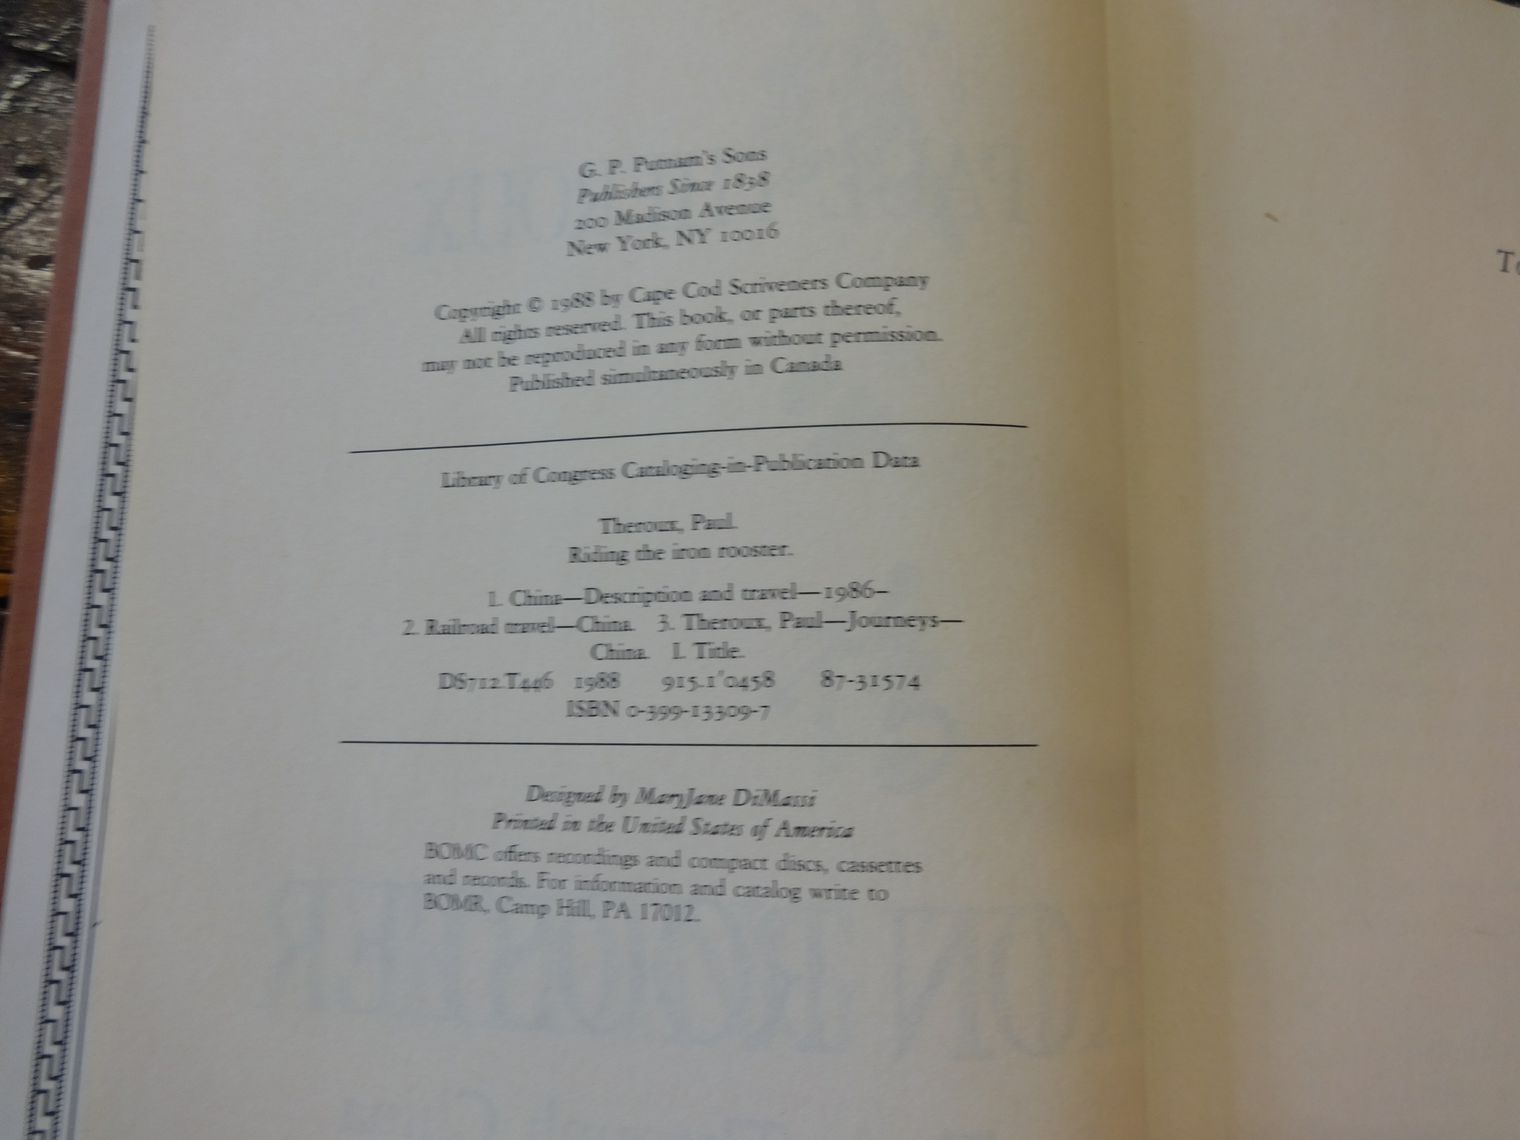 G. P. Putnam's Sons
Publishers Since 1838
200 Madison Avenue
New York, NY 10016
Copyright © 1988 by Cape Cod Scriveners Company
All rights reserved. This book, or parts thereof,
may not be reproduced in any form without permission.
Published simultaneously in Canada
Library of Congress Cataloging-in-Publication Data
Theroux, Paul.
Riding the iron rooster.
1. China—Description and travel—1986–
2. Railroad travel—China. 3. Theroux, Paul—Journeys—
China. I. Title.
DS712.T446 1988 915.1'0458 87-31574
ISBN 0-399-13309-7
Designed by MaryJane DiMassi
Printed in the United States of America
BOMC offers recordings and compact discs, cassettes
and records. For information and catalog write to
BOMR, Camp Hill, PA 17012.